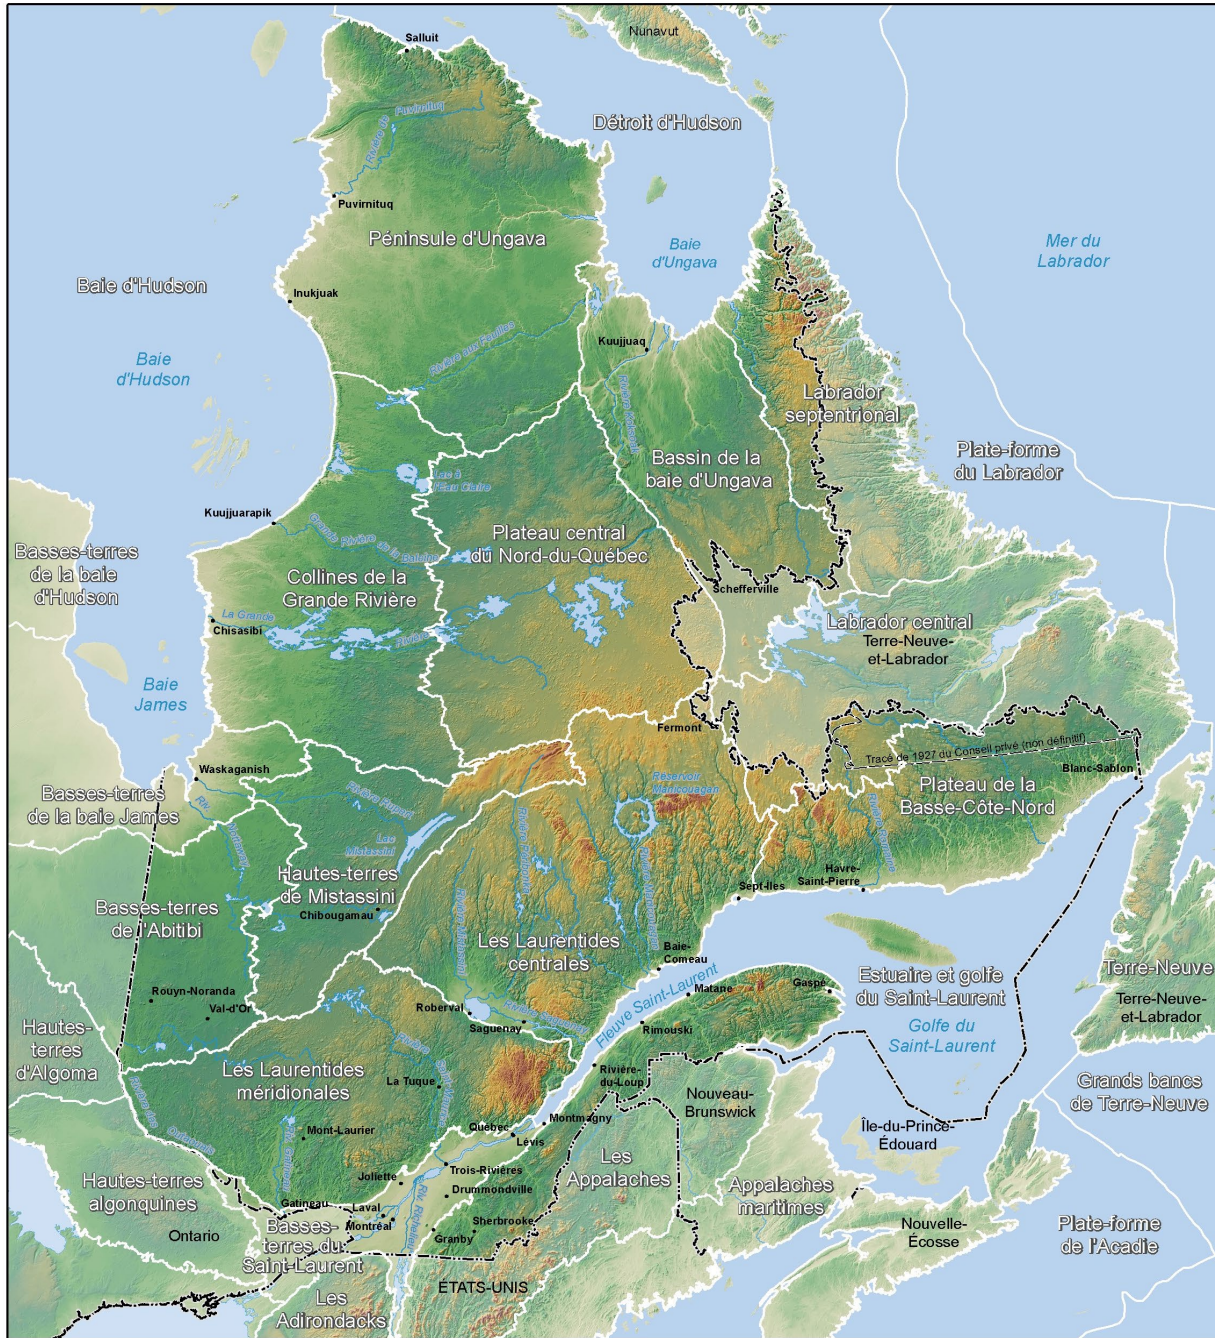 Salluit
Nunavut
Rivière de Puvirnituq
Détroit d'Hudson
Puvirnituq
Péninsule d'Ungava
Baie
d'Ungava
Mer du
Labrador
Baie d'Hudson
Inukjuak
Rivière aux Feuilles
Kuujjuaq
Baie
d'Hudson
Rivière Koksoak
Labrador
septentrional
Bassin de la
baie d'Ungava
Plate-forme
du Labrador
Lac à
l'Eau Claire
Kuujjuarapik
Grande Rivière de la Baleine
Plateau central
du Nord-du-Québec
Basses-terres
de la baie
d'Hudson
Collines de la
Grande Rivière
Schefferville
La Grande
Rivière
Chisasibi
Labrador central
Terre-Neuve-
et-Labrador
Baie
James
Fermont
Tracé de 1927 du Conseil privé (non définitif)
Blanc-Sablon
Waskaganish
Réservoir
Manicouagan
Plateau de la
Basse-Côte-Nord
Basses-terres
de la baie James
Rivière Rupert
Riv.
Nottaway
Lac
Mistassini
Hautes-terres
de Mistassini
Havre-
Saint-Pierre
Sept-Iles
Chibougamau
Basses-terres
de l'Abitibi
Les Laurentides
centrales
Baie-
Comeau
Rouyn-Noranda
Val-d'Or
Roberval
Saguenay
Fleuve Saint-Laurent
Matane
Gaspé
Rimouski
Estuaire et golfe
du Saint-Laurent
Golfe du
Saint-Laurent
Terre-Neuve
Terre-Neuve-
et-Labrador
Hautes-
terres
d'Algoma
Les Laurentides
méridionales
La Tuque
Rivière-
du-Loup
Nouveau-
Brunswick
Grands bancs
de Terre-Neuve
Rivière des Outaouais
Mont-Laurier
Québec
Lévis
Montmagny
Île-du-Prince-
Édouard
Hautes-terres
algonquines
Ontario
Joliette
Trois-Rivières
Drummondville
Les
Appalaches
Appalaches
maritimes
Gatineau
Laval
Montréal
Riv. Richelieu
Sherbrooke
Granby
Basses-
terres du
Saint-Laurent
Nouvelle-
Écosse
Plate-forme
de l'Acadie
ÉTATS-UNIS
Les
Adirondacks